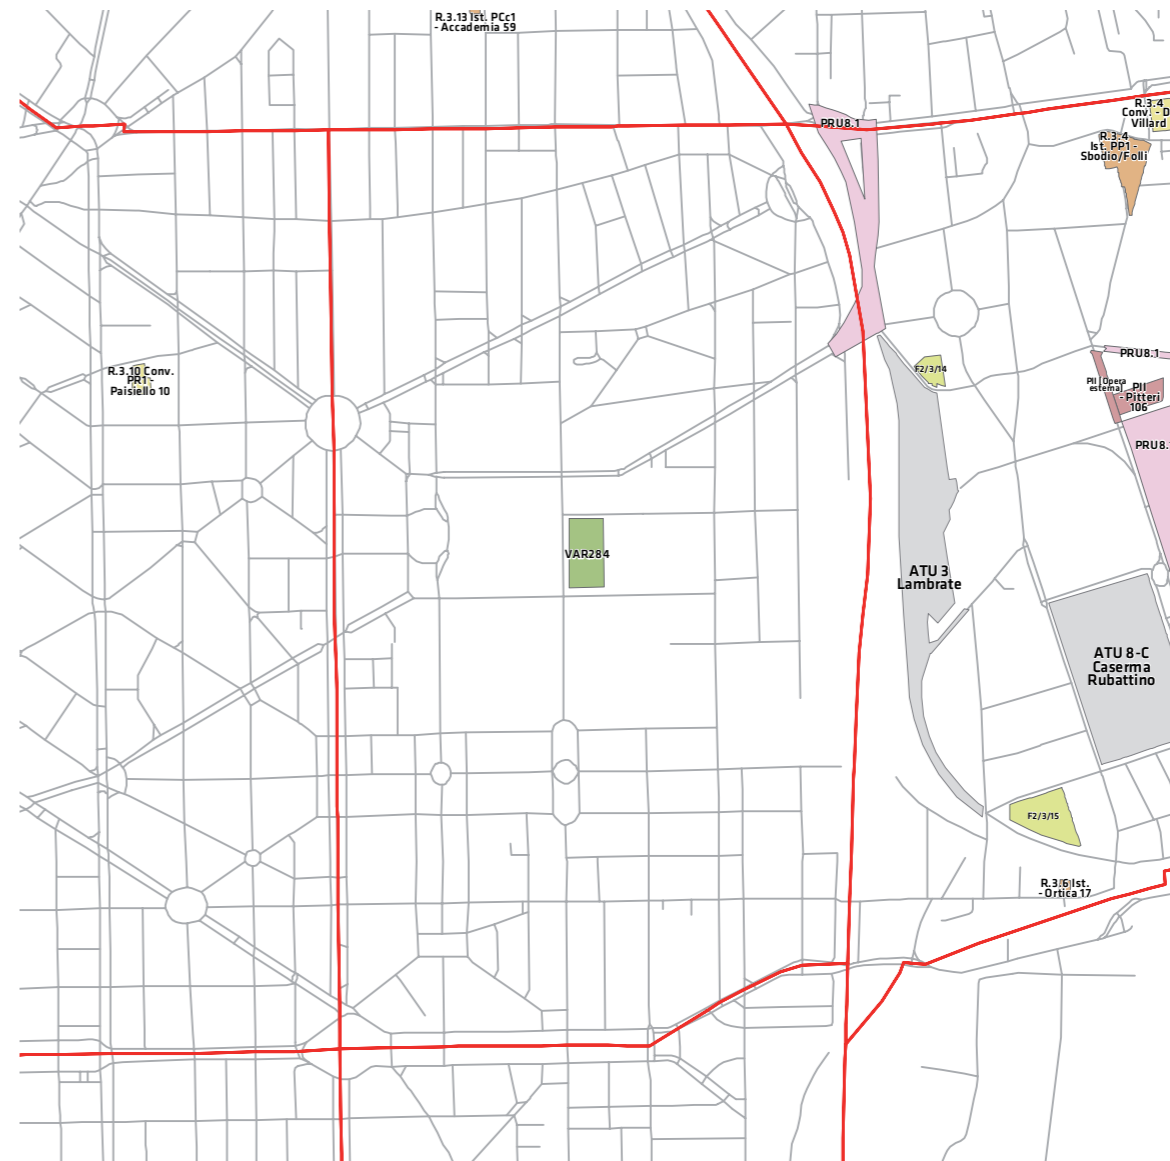 R.3.13 Ist. PCc1
- Accademia 59
PRU8.1
R.3.4
Conv. - D
Villard
R.3.4
Ist. PP1 -
Sbodio/Folli
PRU8.1
F2/3/14
R.3.10 Conv.
PR1 -
Paisiello 10
PII [Opera
esterna]
PII
- Pitteri
106
PRU8.
VAR284
ATU 3
Lambrate
ATU 8-C
Caserma
Rubattino
F2/3/15
R.3.6 Ist.
- Ortica 17